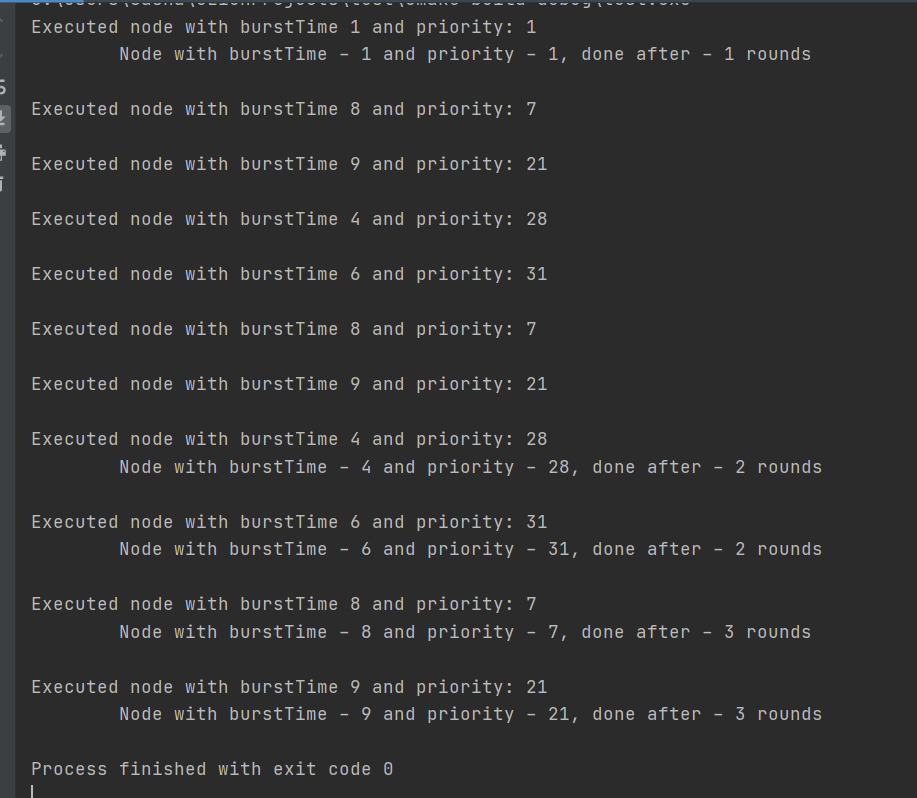 Executed node with burstTime 1 and priority: 1
Node with burstTime - 1 and priority - 1, done after - 1 rounds
Executed node with burstTime 8 and priority: 7
Executed node with burstTime 9 and priority: 21
Executed node with burstTime 4 and priority: 28
Executed node with burstTime 6 and priority: 31
Executed node with burstTime 8 and priority: 7
Executed node with burstTime 9 and priority: 21
Executed node with burstTime 4 and priority: 28
Node with burstTime - 4 and priority - 28, done after - 2 rounds
Executed node with burstTime 6 and priority: 31
Node with burstTime - 6 and priority - 31, done after - 2 rounds
Executed node with burstTime 8 and priority: 7
Node with burstTime - 8 and priority - 7, done after - 3 rounds
Executed node with burstTime 9 and priority: 21
Node with burstTime - 9 and priority - 21, done after - 3 rounds
Process finished with exit code 0